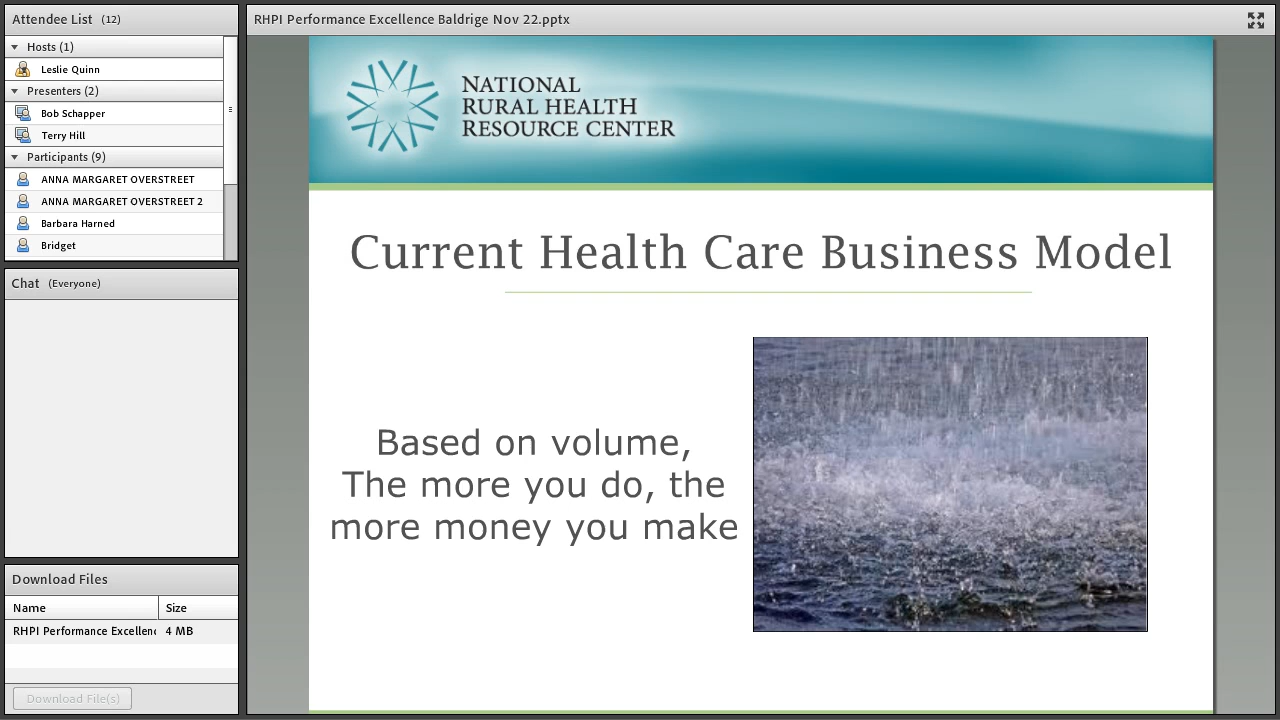 Attendee List (12)
Hosts (1)
Leslie Quinn
Presenters (2)
Bob Schapper
Terry Hill
Participants (9)
ANNA MARGARET OVERSTREET
ANNA MARGARET OVERSTREET 2
Barbara Harned
Bridget
Chat (Everyone)
Download Files
Name Size
RHPI Performance Excellenc 4 MB
Download File(s)
RHPI Performance Excellence Baldrige Nov 22.pptx
NATIONAL
RURAL HEALTH
RESOURCE CENTER
Current Health Care Business Model
Based on volume,
The more you do, the
more money you make